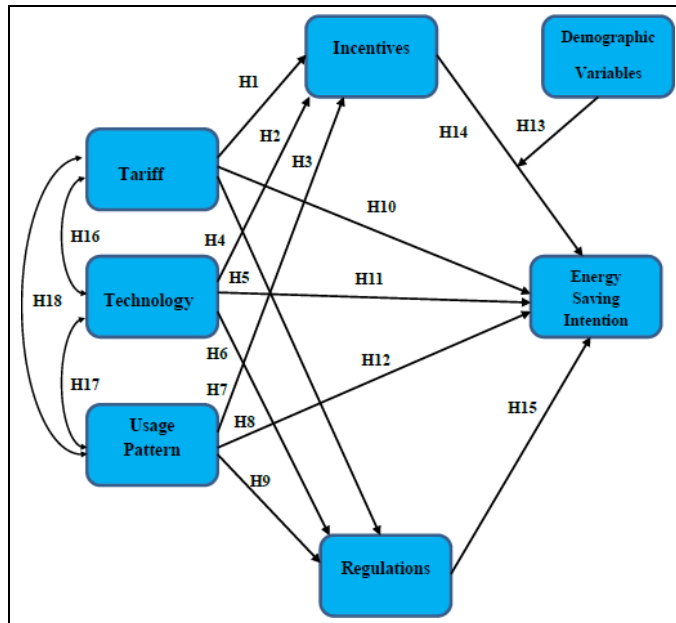 Incentives
Demographic
Variables
H1
H14
H13
H2
H3
Tariff
H10
H4
H16
H5
H11
Energy
Saving
Intention
H18
Technology
H6
H12
H17
H7
H15
Usage
Pattern
H8
H9
Regulations